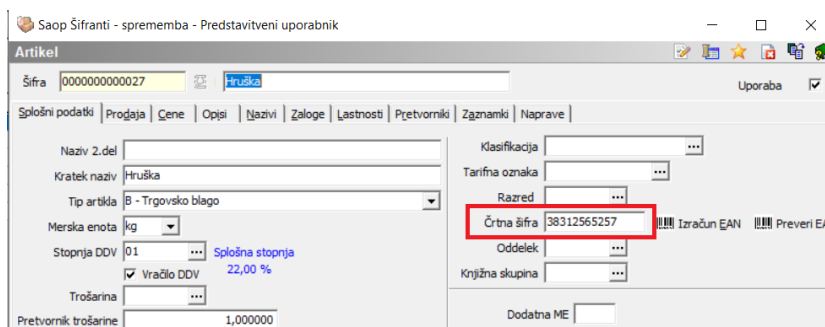 Saop Šifranti - sprememba - Predstavitveni uporabnik
Artikel
Šifra 0000000000027 Hruška Uporaba
Splošni podatki Prodaja Cene Opisi Nazivi Zaloge Lastnosti Pretvorniki Zaznamki Naprave
Naziv 2.del
Kratek naziv Hruška
Tip artikla B - Trgovsko blago
Merska enota kg
Stopnja DDV 01 ... Splošna stopnja
Vračilo DDV 22,00 %
Trošarina ...
Pretvornik trošarine 1,000000
Klasifikacija ...
Tarifna oznaka ...
Razred ...
Črtna šifra 38312565257 Izračun EAN Preveri EA
Oddelek ...
Knjižna skupina ...
Dodatna ME